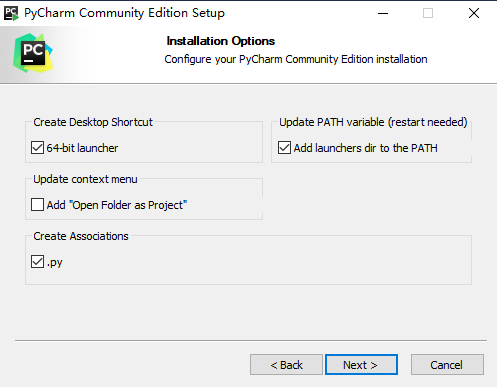 PC PyCharm Community Edition Setup
PC
Installation Options
Configure your PyCharm Community Edition installation
Create Desktop Shortcut
64-bit launcher
Update PATH variable (restart needed)
Add launchers dir to the PATH
Update context menu
Add "Open Folder as Project"
Create Associations
.py
< Back
Next >
Cancel